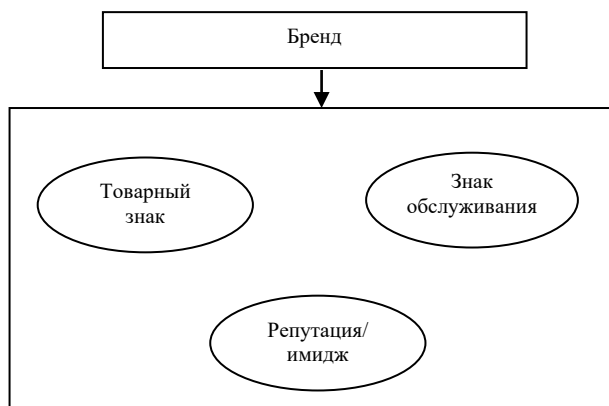 Бренд
Товарный
знак
Знак
обслуживания
Репутация/
имидж